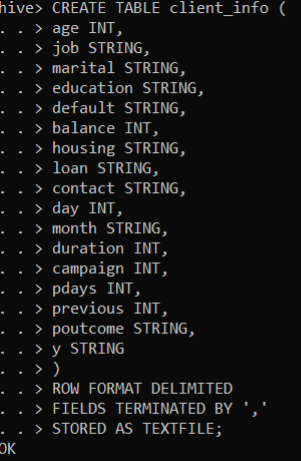 hive> CREATE TABLE client_info (
. . > age INT,
. . > job STRING,
. . > marital STRING,
. . > education STRING,
. . > default STRING,
. . > balance INT,
. . > housing STRING,
. . > loan STRING,
. . > contact STRING,
. . > day INT,
. . > month STRING,
. . > duration INT,
. . > campaign INT,
. . > pdays INT,
. . > previous INT,
. . > poutcome STRING,
. . > y STRING
. . > )
. . > ROW FORMAT DELIMITED
. . > FIELDS TERMINATED BY ','
. . > STORED AS TEXTFILE;
OK